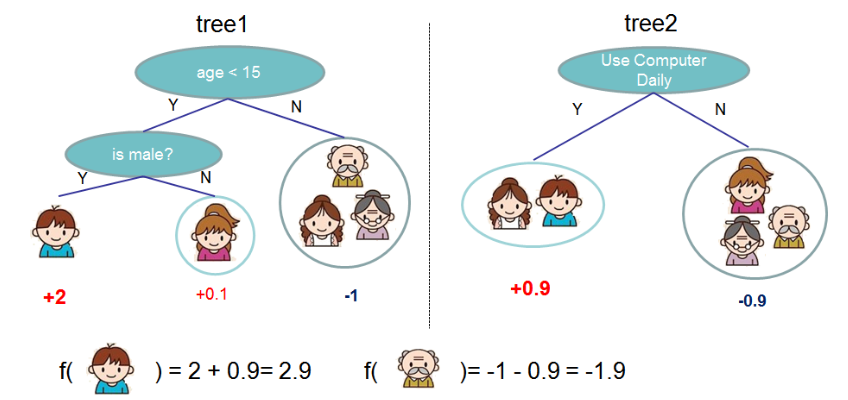 tree1
age < 15
Y
N
is male?
Y
N
+2
+0.1
-1
tree2
Use Computer
Daily
Y
N
+0.9
-0.9
f( ) = 2 + 0.9= 2.9
f( )= -1 - 0.9 = -1.9